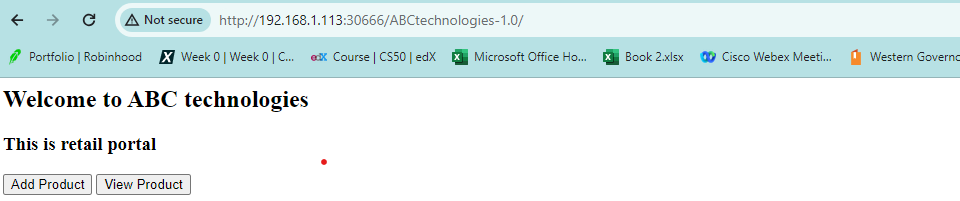 Not secure http://192.168.1.113:30666/ABCtechnologies-1.0/
Portfolio | Robinhood Week 0 | Week 0 | C... edX Course | CS50 | edX Microsoft Office Ho... Book 2.xlsx Cisco Webex Meeti... Western Governo
Welcome to ABC technologies
This is retail portal
Add Product View Product